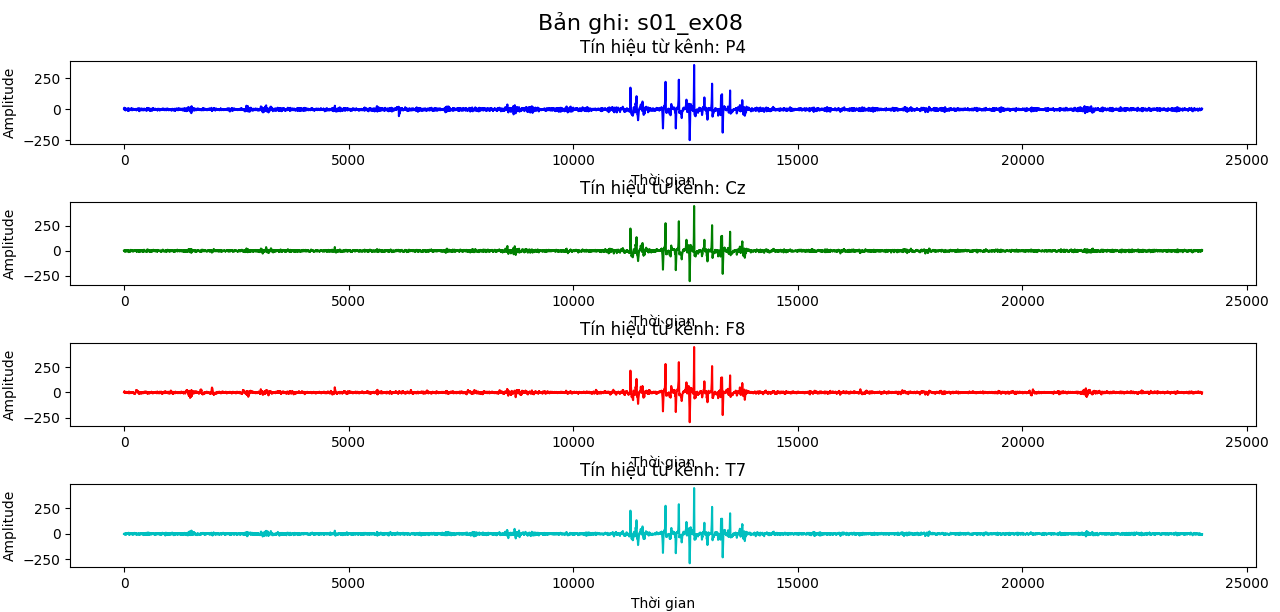 Bản ghi: s01_ex08
Tín hiệu từ kênh: P4
Amplitude
250
0
−250
0 5000 10000 15000 20000 25000
Thời gian
Tín hiệu từ kênh: Cz
Amplitude
250
0
−250
0 5000 10000 15000 20000 25000
Thời gian
Tín hiệu từ kênh: F8
Amplitude
250
0
−250
0 5000 10000 15000 20000 25000
Thời gian
Tín hiệu từ kênh: T7
Amplitude
250
0
−250
0 5000 10000 15000 20000 25000
Thời gian